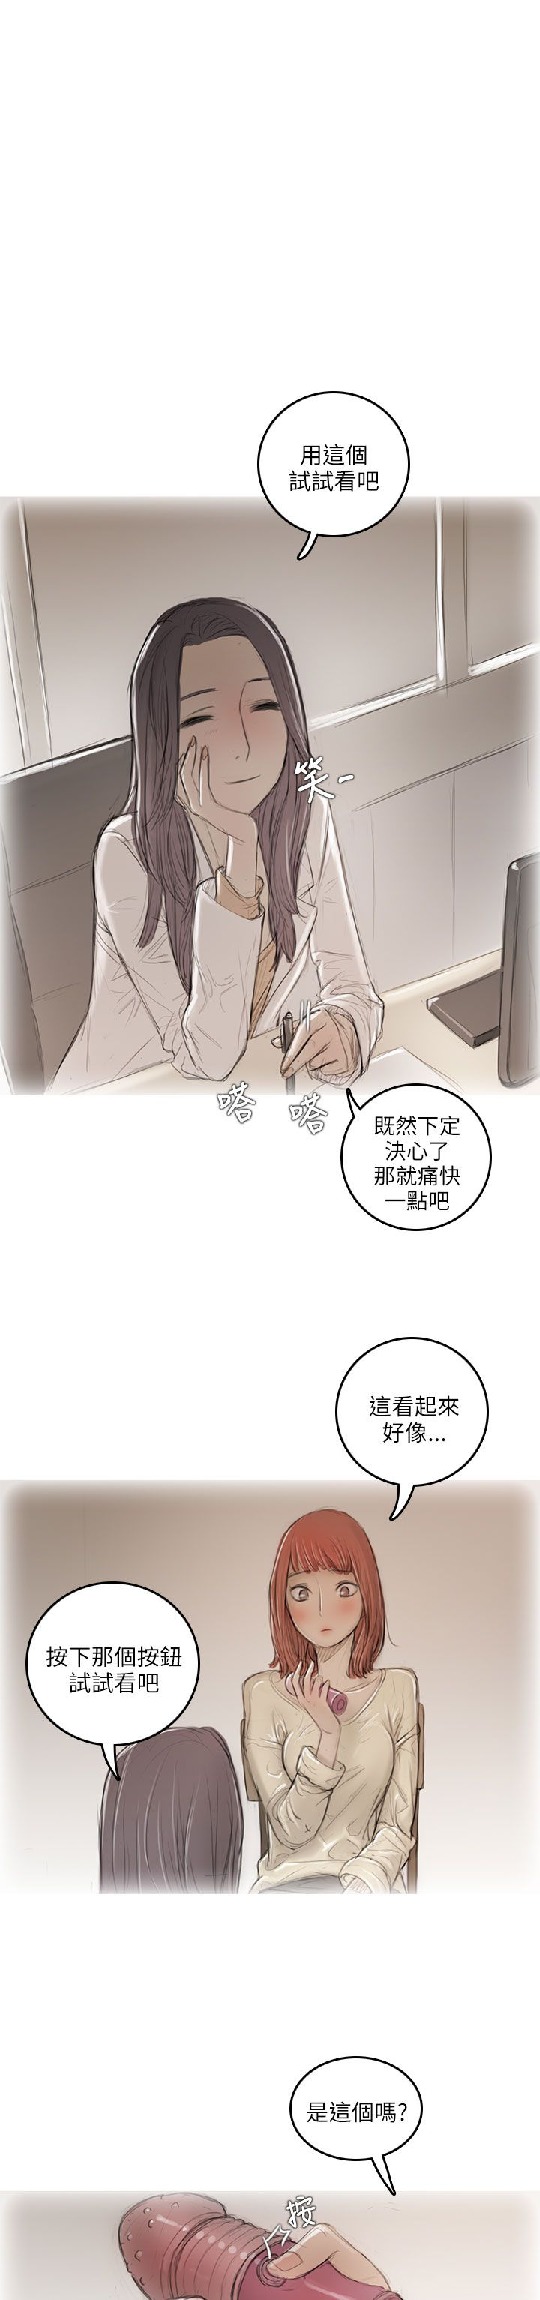 用這個
試試看吧
笑~
嗒
嗒
既然下定
決心了
那就痛快
一點吧
這看起來
好像...
按下那個按鈕
試試看吧
是這個嗎?
按